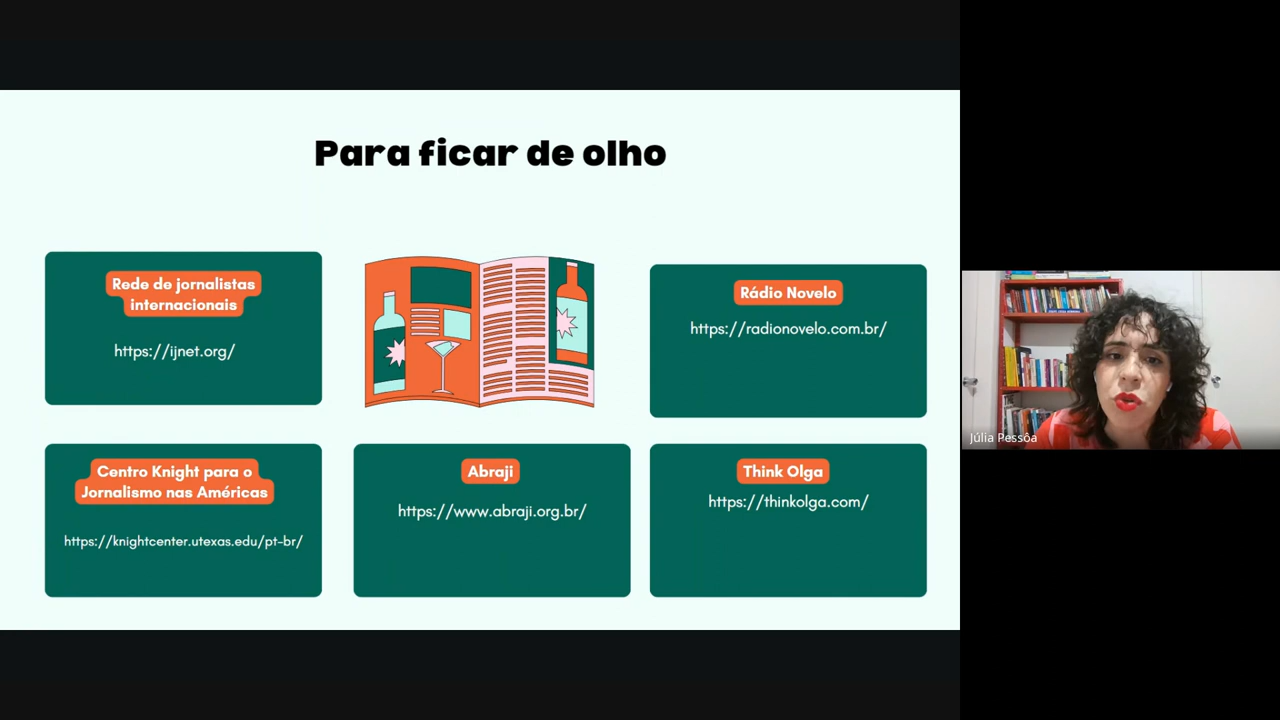 Para ficar de olho
Rede de jornalistas
internacionais
https://ijnet.org/
Rádio Novelo
https://radionovelo.com.br/
Centro Knight para o
Jornalismo nas Américas
https://knightcenter.utexas.edu/pt-br/
Abraji
https://www.abraji.org.br/
Think Olga
https://thinkolga.com/
Júlia Pessôa